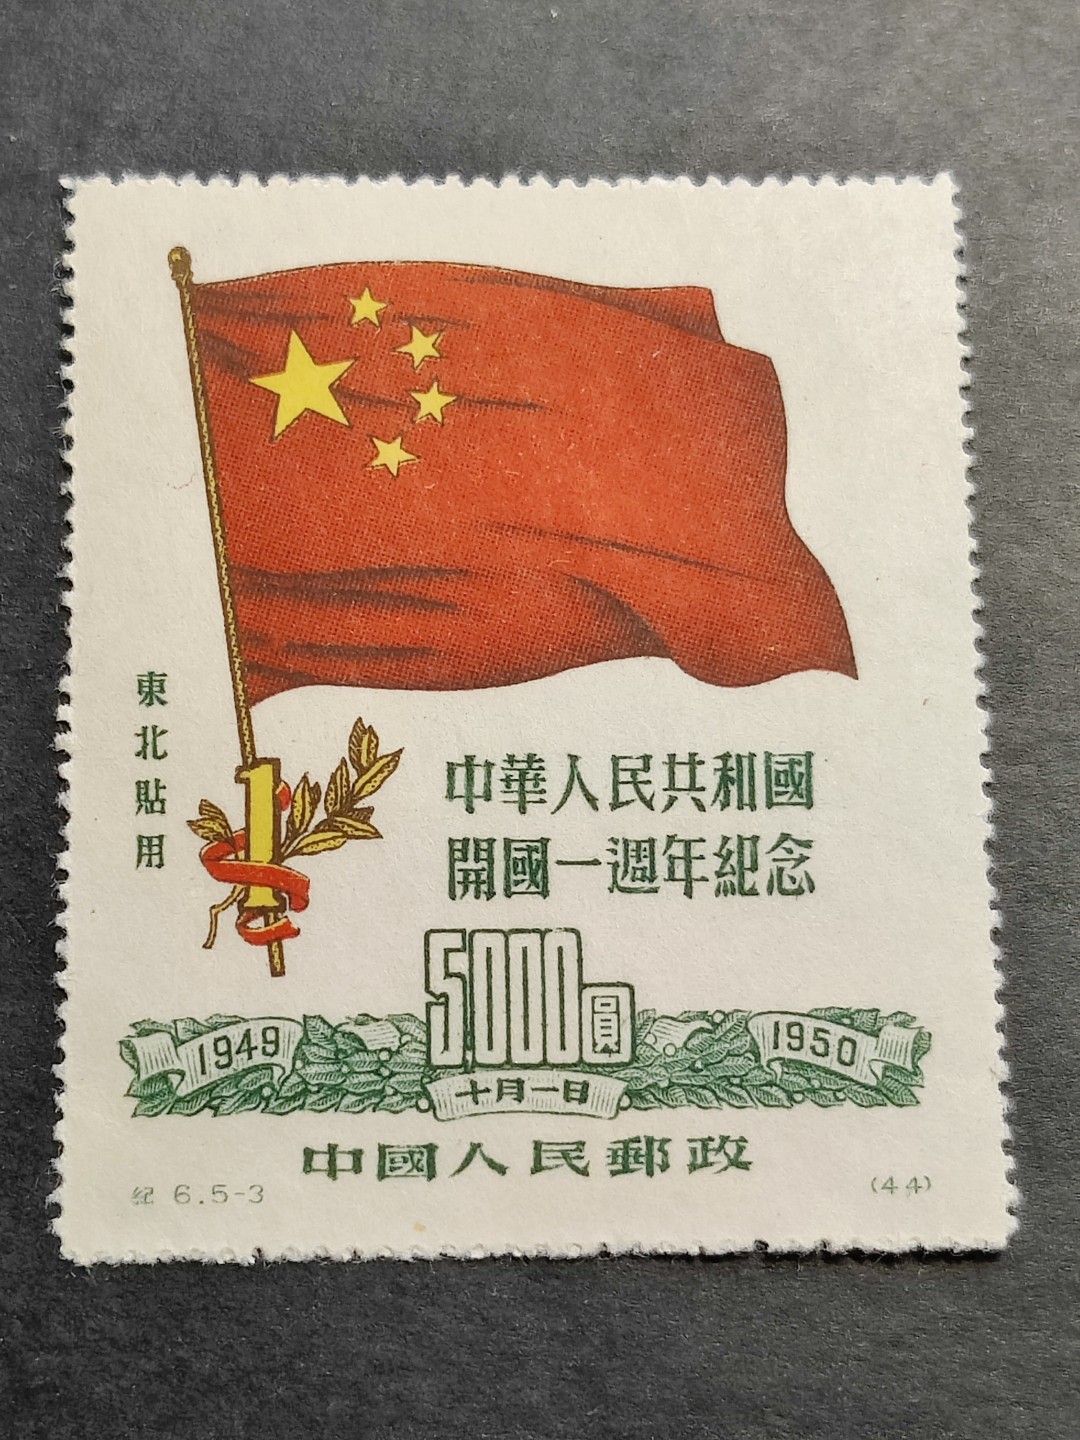 東北貼用
1
中華人民共和國
開國一週年紀念
5000圓
1949
1950
十月一日
中國人民郵政
紀 6.5-3
(44)